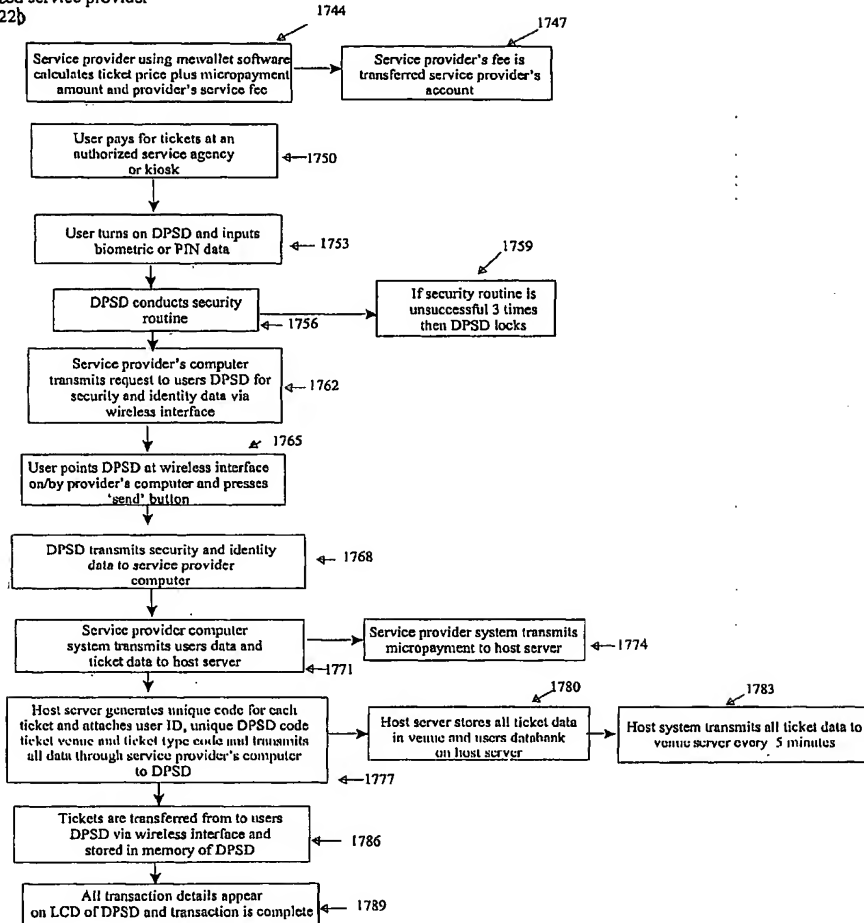 ted service provider
22b
1744
1747
Service provider using mewallet software
calculates ticket price plus micropayment
amount and provider's service fee
Service provider's fee is
transferred service provider's
account
User pays for tickets at an
authorized service agency
or kiosk
1750
User turns on DPSD and inputs
biometric or PIN data
1753
1759
DPSD conducts security
routine
1756
If security routine is
unsuccessful 3 times
then DPSD locks
Service provider's computer
transmits request to users DPSD for
security and identity data via
wireless interface
1762
1765
User points DPSD at wireless interface
on/by provider's computer and presses
'send' button
DPSD transmits security and identity
data to service provider
computer
1768
Service provider computer
system transmits users data and
ticket data to host server
1771
Service provider system transmits
micropayment to host server
1774
1780
1783
Host server generates unique code for each
ticket and attaches user ID, unique DPSD code
ticket venue and ticket type code and transmits
all data through service provider's computer
to DPSD
1777
Host server stores all ticket data
in venue and users databank
on host server
Host system transmits all ticket data to
venue server every 5 minutes
Tickets are transferred from to users
DPSD via wireless interface and
stored in memory of DPSD
1786
All transaction details appear
on LCD of DPSD and transaction is complete
1789